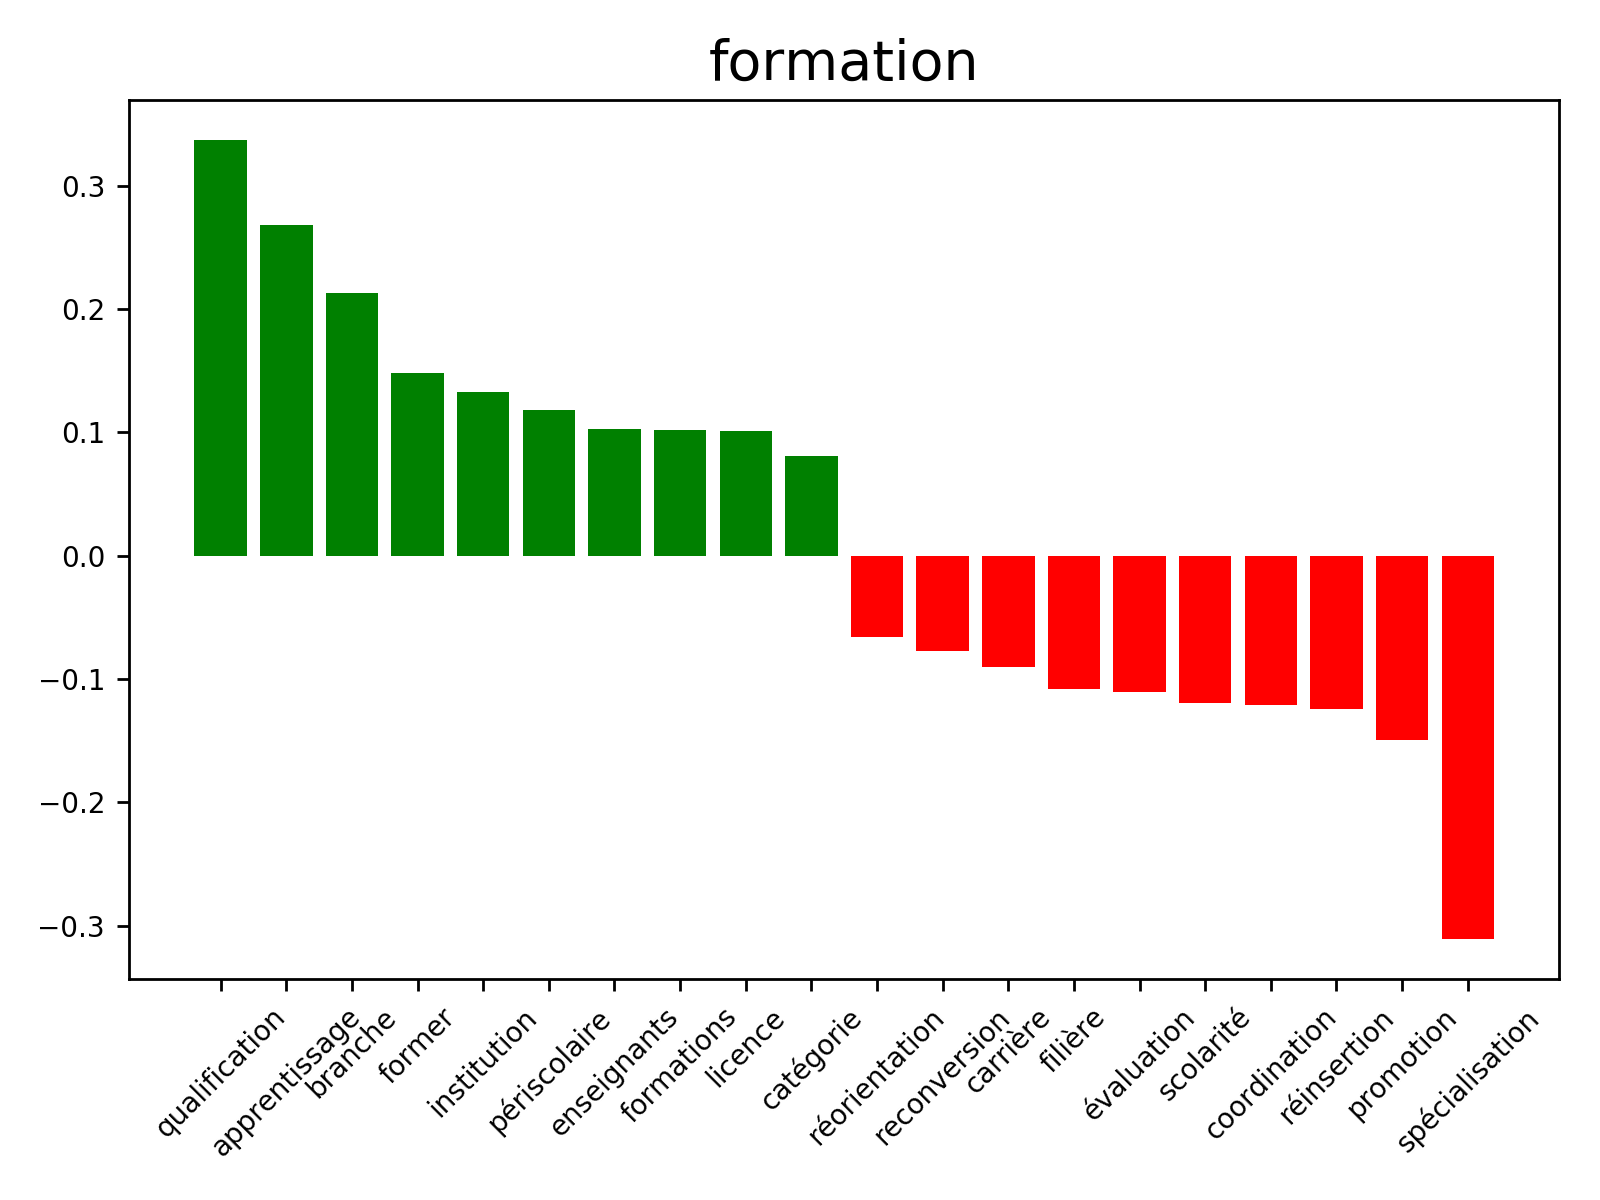 formation
0.3
0.2
0.1
0.0
−0.1
−0.2
−0.3
qualification
apprentissage
branche
former
institution
périscolaire
enseignants
formations
licence
catégorie
réorientation
reconversion
carrière
filière
évaluation
scolarité
coordination
réinsertion
promotion
spécialisation